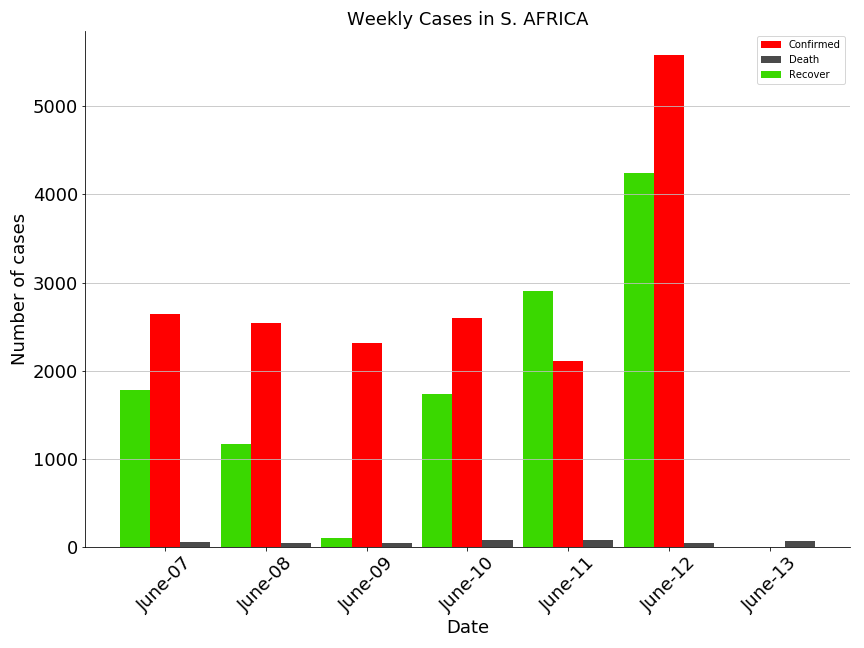 Weekly Cases in S. AFRICA
Confirmed
Death
Recover
Number of cases
5000
4000
3000
2000
1000
0
June-07
June-08
June-09
June-10
June-11
June-12
June-13
Date